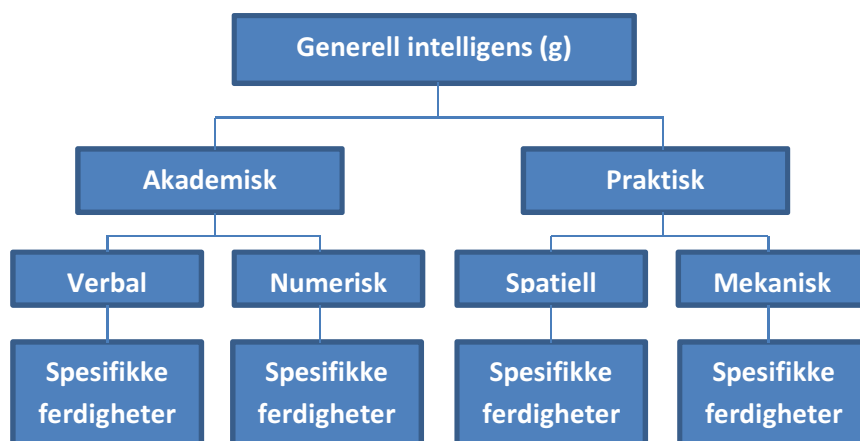 Generell intelligens (g)
Akademisk
Praktisk
Verbal
Numerisk
Spatiell
Mekanisk
Spesifikke
ferdigheter
Spesifikke
ferdigheter
Spesifikke
ferdigheter
Spesifikke
ferdigheter